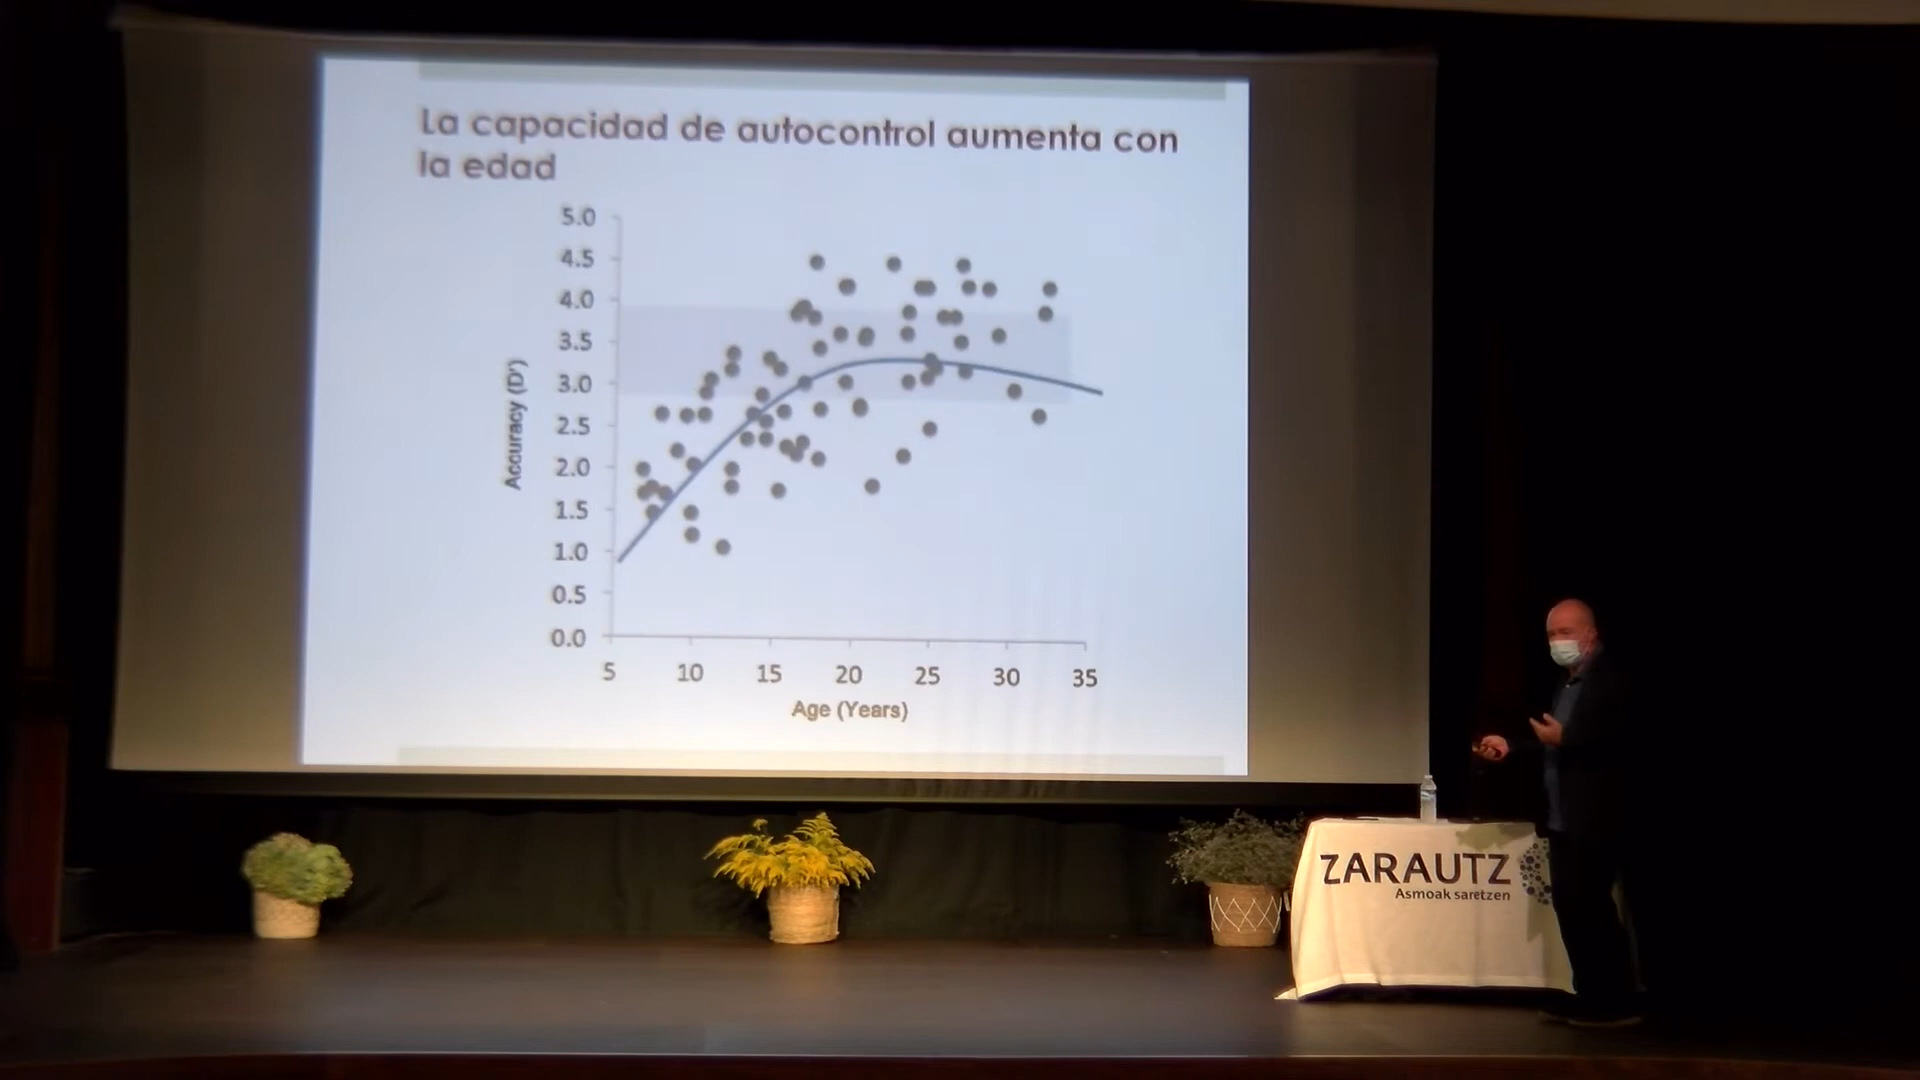 La capacidad de autocontrol aumenta con
la edad
5.0
4.5
4.0
3.5
3.0
2.5
2.0
1.5
1.0
0.5
0.0
Accuracy (D')
5 10 15 20 25 30 35
Age (Years)
ZARAUTZ
Asmoak saretzen